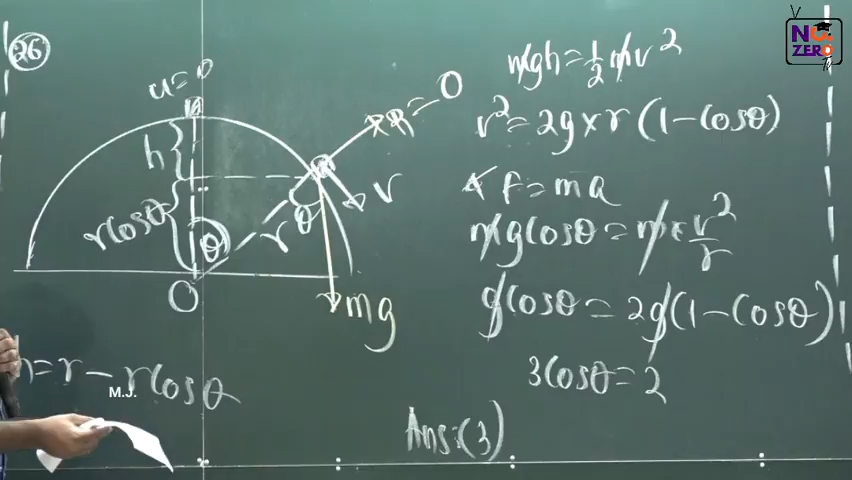 26
u=0
h
rcosθ
θ
r
θ
R=0
v
mg
O
h=r-rcosθ
M.J.
mgh=½mv²
v²=2g×r(1-Cosθ)
F=ma
mgCosθ=m v²/r
gCosθ=2g(1-Cosθ)
3Cosθ=2
Ans:(3)
NO.
ZERO
Tv